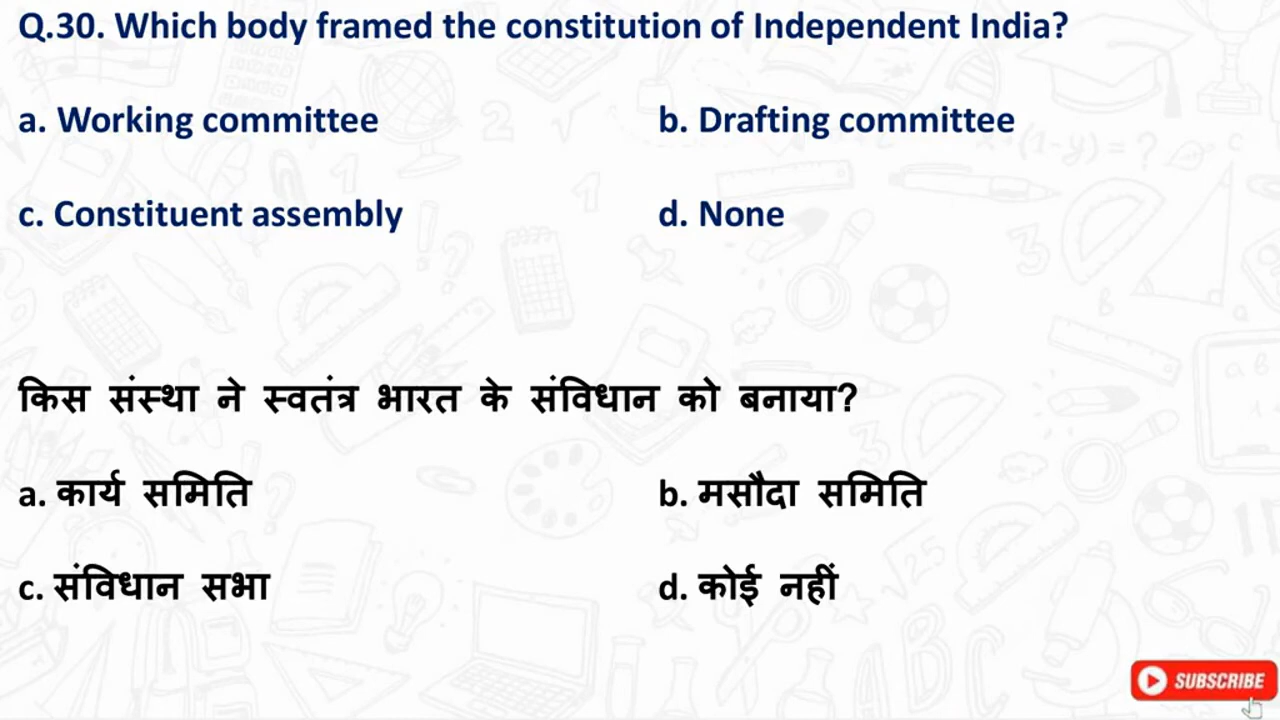 Q.30. Which body framed the constitution of Independent India?
a. Working committee b. Drafting committee
c. Constituent assembly d. None
किस संस्था ने स्वतंत्र भारत के संविधान को बनाया?
a. कार्य समिति b. मसौदा समिति
c. संविधान सभा d. कोई नहीं
SUBSCRIBE